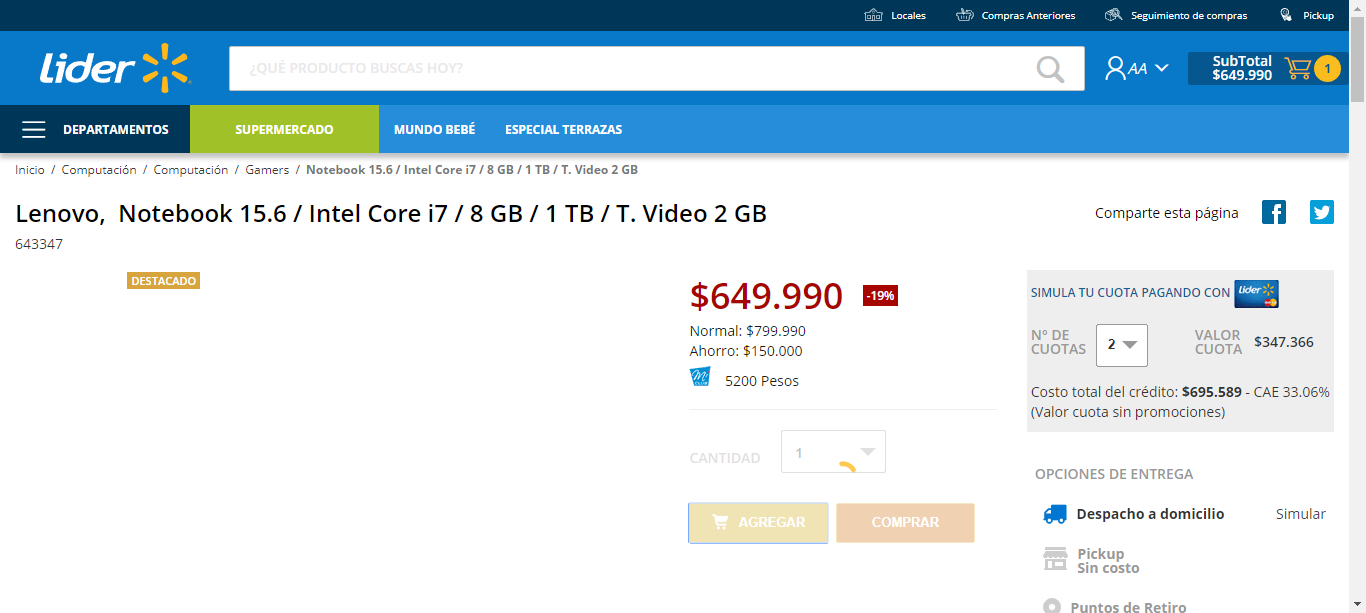 Locales Compras Anteriores Seguimiento de compras Pickup
Lider
¿QUÉ PRODUCTO BUSCAS HOY?
AA
SubTotal
$649.990
1
DEPARTAMENTOS SUPERMERCADO MUNDO BEBÉ ESPECIAL TERRAZAS
Inicio / Computación / Computación / Gamers / Notebook 15.6 / Intel Core i7 / 8 GB / 1 TB / T. Video 2 GB
Lenovo, Notebook 15.6 / Intel Core i7 / 8 GB / 1 TB / T. Video 2 GB
Comparte esta página
643347
DESTACADO
$649.990 -19%
Normal: $799.990
Ahorro: $150.000
Mi Club 5200 Pesos
CANTIDAD 1
AGREGAR COMPRAR
SIMULA TU CUOTA PAGANDO CON Lider
N° DE
CUOTAS
2
VALOR
CUOTA
$347.366
Costo total del crédito: $695.589 - CAE 33.06%
(Valor cuota sin promociones)
OPCIONES DE ENTREGA
Despacho a domicilio Simular
Pickup
Sin costo
Puntos de Retiro